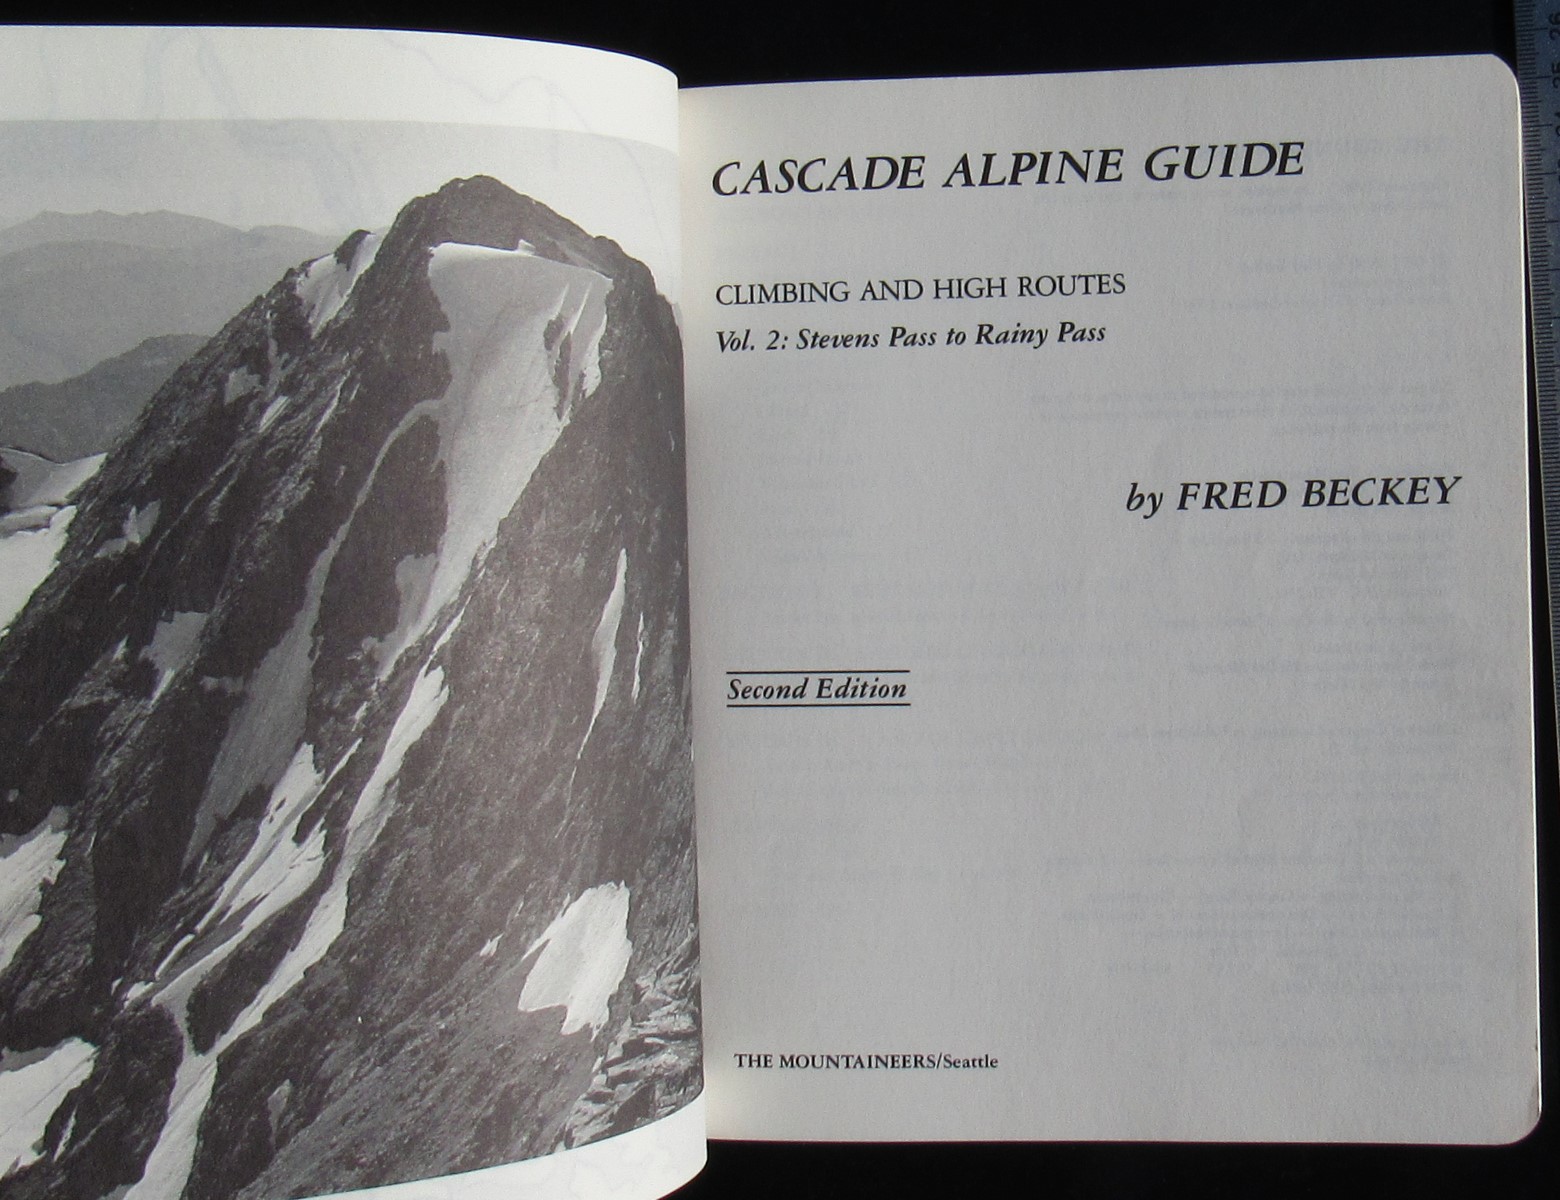 CASCADE ALPINE GUIDE
CLIMBING AND HIGH ROUTES
Vol. 2: Stevens Pass to Rainy Pass
by FRED BECKEY
Second Edition
THE MOUNTAINEERS/Seattle